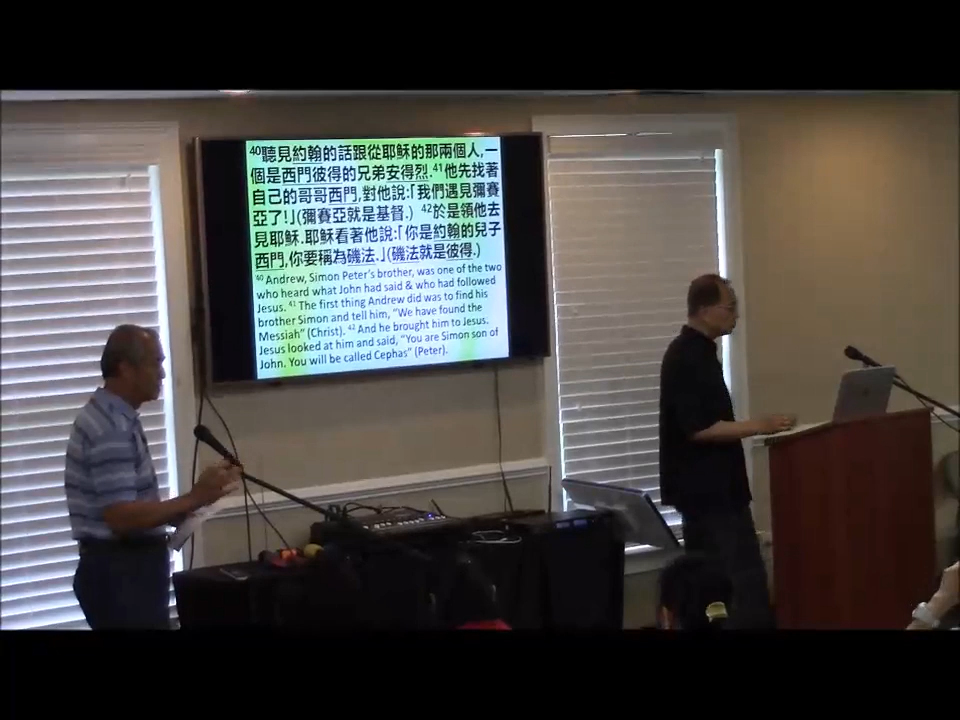 40聽見約翰的話跟從耶穌的那兩個人,一
個是西門彼得的兄弟安得烈.41他先找著
自己的哥哥西門,對他說:「我們遇見彌賽
亞了!」(彌賽亞就是基督.) 42於是領他去
見耶穌.耶穌看著他說:「你是約翰的兒子
西門,你要稱為磯法.」(磯法就是彼得.)
40 Andrew, Simon Peter's brother, was one of the two
who heard what John had said & who had followed
Jesus. 41 The first thing Andrew did was to find his
brother Simon and tell him, "We have found the
Messiah" (Christ). 42 And he brought him to Jesus.
Jesus looked at him and said, "You are Simon son of
John. You will be called Cephas" (Peter).